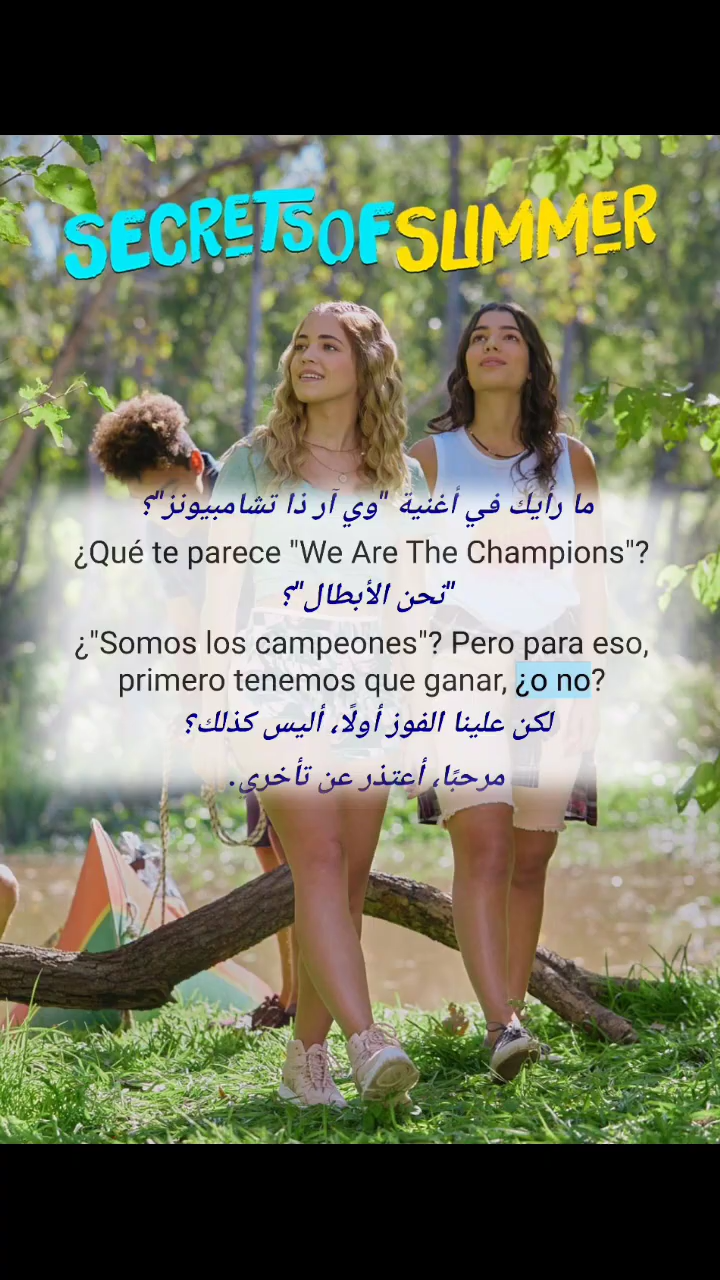 SECRETS OF SUMMER
ما رأيك في أغنية "وي آر ذا تشامبيونز"؟
¿Qué te parece "We Are The Champions"?
"نحن الأبطال"؟
¿"Somos los campeones"? Pero para eso,
primero tenemos que ganar, ¿o no?
لكن علينا الفوز أولًا، أليس كذلك؟
مرحبًا، أعتذر عن تأخري.